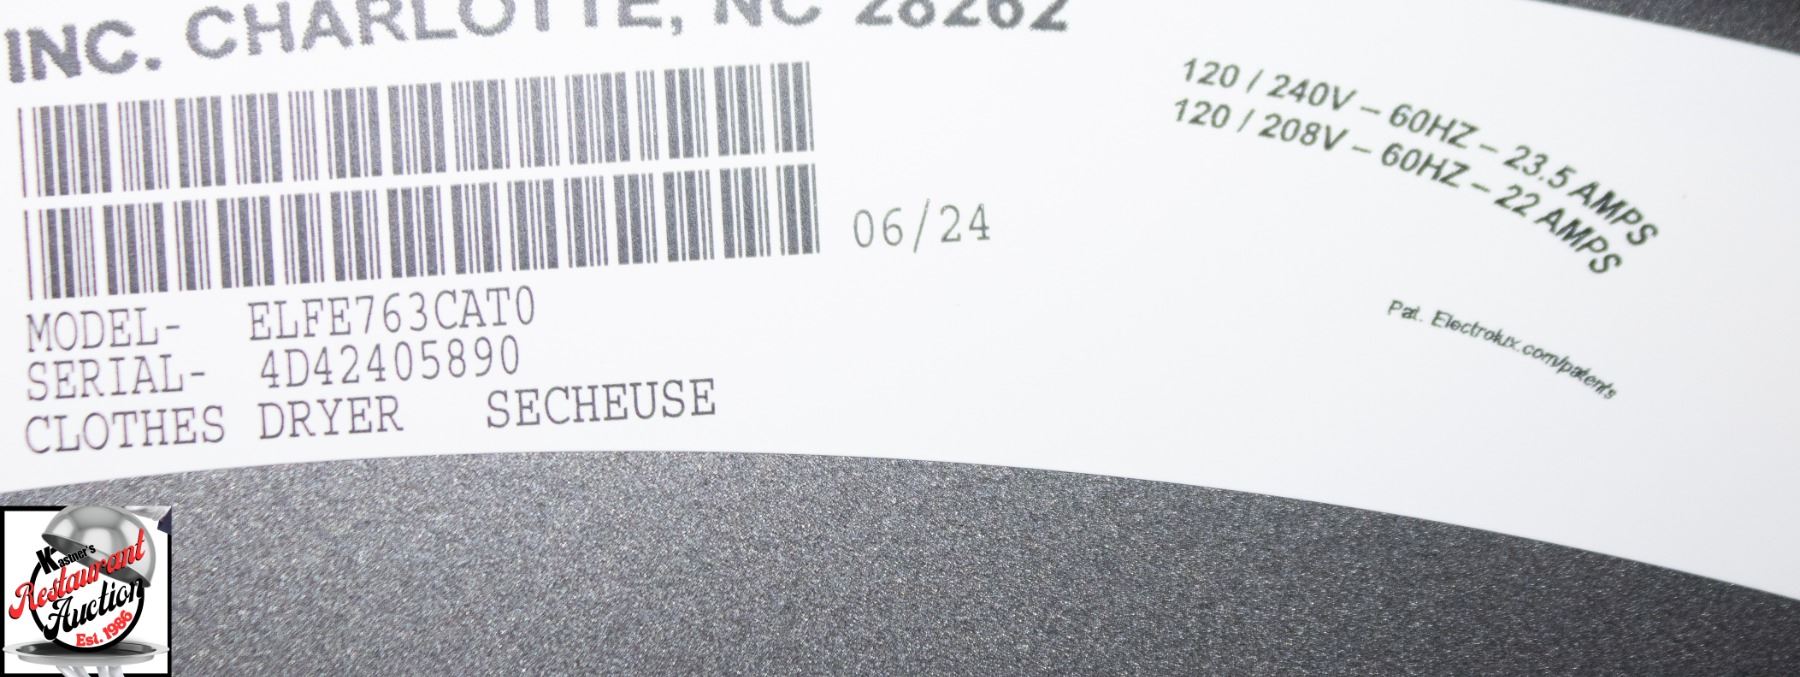 INC. CHARLOTTE, NC 28262
06/24
MODEL- ELFE763CAT0
SERIAL- 4D42405890
CLOTHES DRYER SECHEUSE
120 / 240V – 60HZ – 23.5 AMPS
120 / 208V – 60HZ – 22 AMPS
Pat. Electrolux.com/patents
Kastner's
Restaurant
Auction
Est. 1986